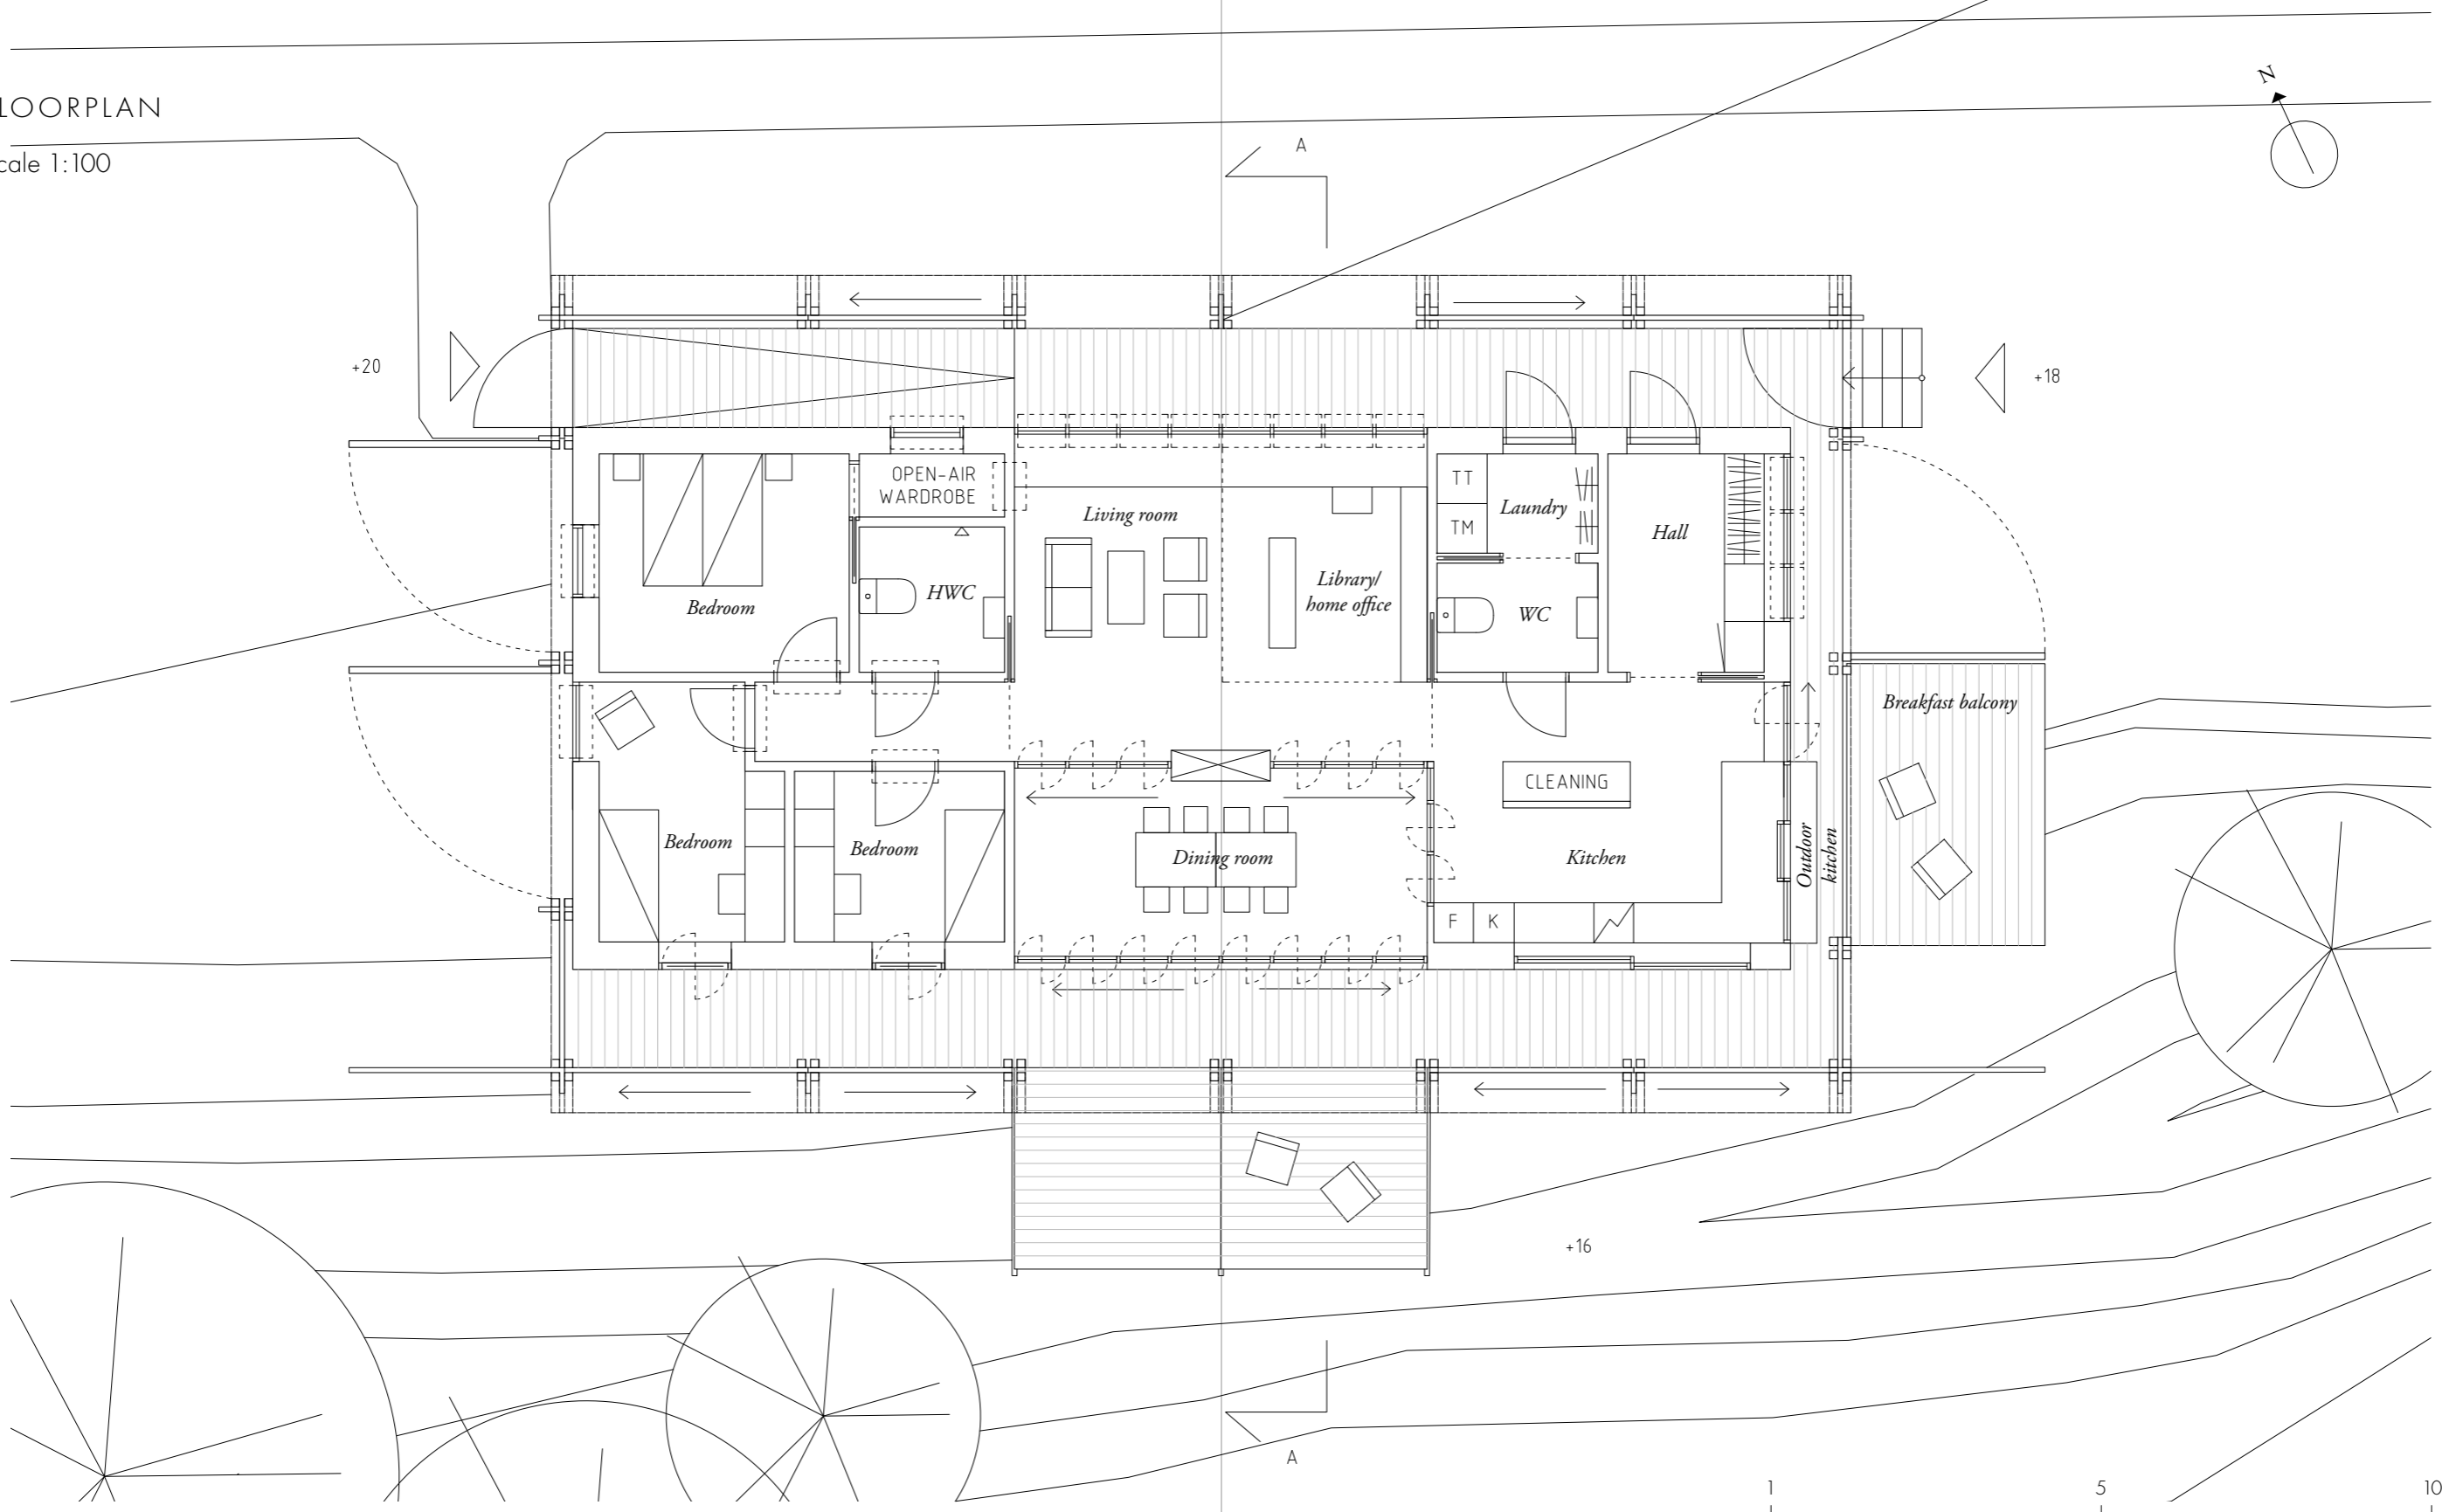 LOORPLAN
cale 1:100
N
A
+20
+18
OPEN-AIR
WARDROBE
Living room
TT
TM
Laundry
Hall
Bedroom
HWC
Library/
home office
WC
Breakfast balcony
CLEANING
Bedroom
Bedroom
Dining room
Kitchen
Outdoor
kitchen
F
K
+16
A
1
5
10